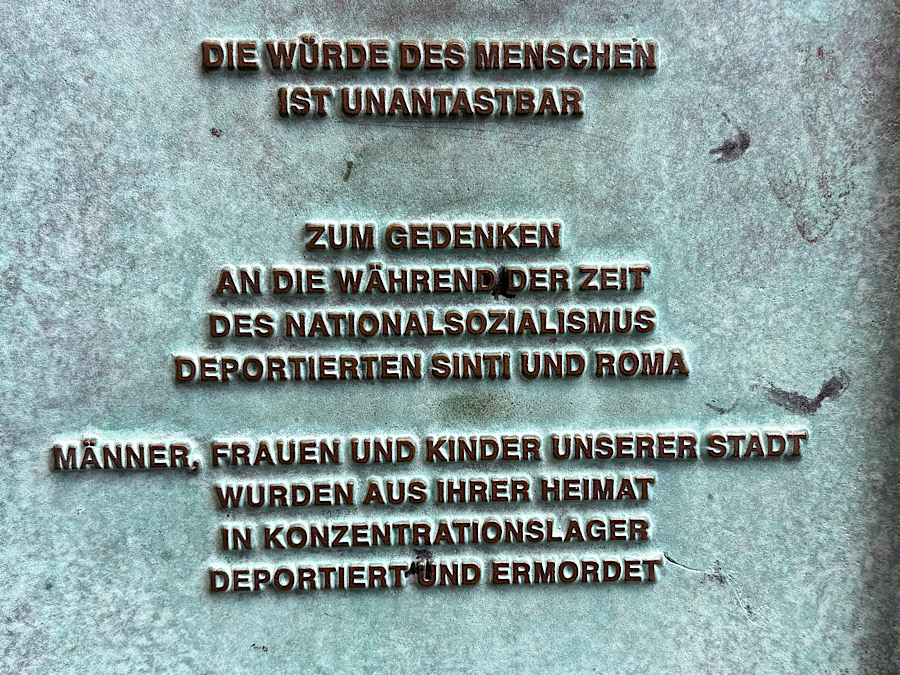 DIE WÜRDE DES MENSCHEN
IST UNANTASTBAR
ZUM GEDENKEN
AN DIE WÄHREND DER ZEIT
DES NATIONALSOZIALISMUS
DEPORTIERTEN SINTI UND ROMA
MÄNNER, FRAUEN UND KINDER UNSERER STADT
WURDEN AUS IHRER HEIMAT
IN KONZENTRATIONSLAGER
DEPORTIERT UND ERMORDET